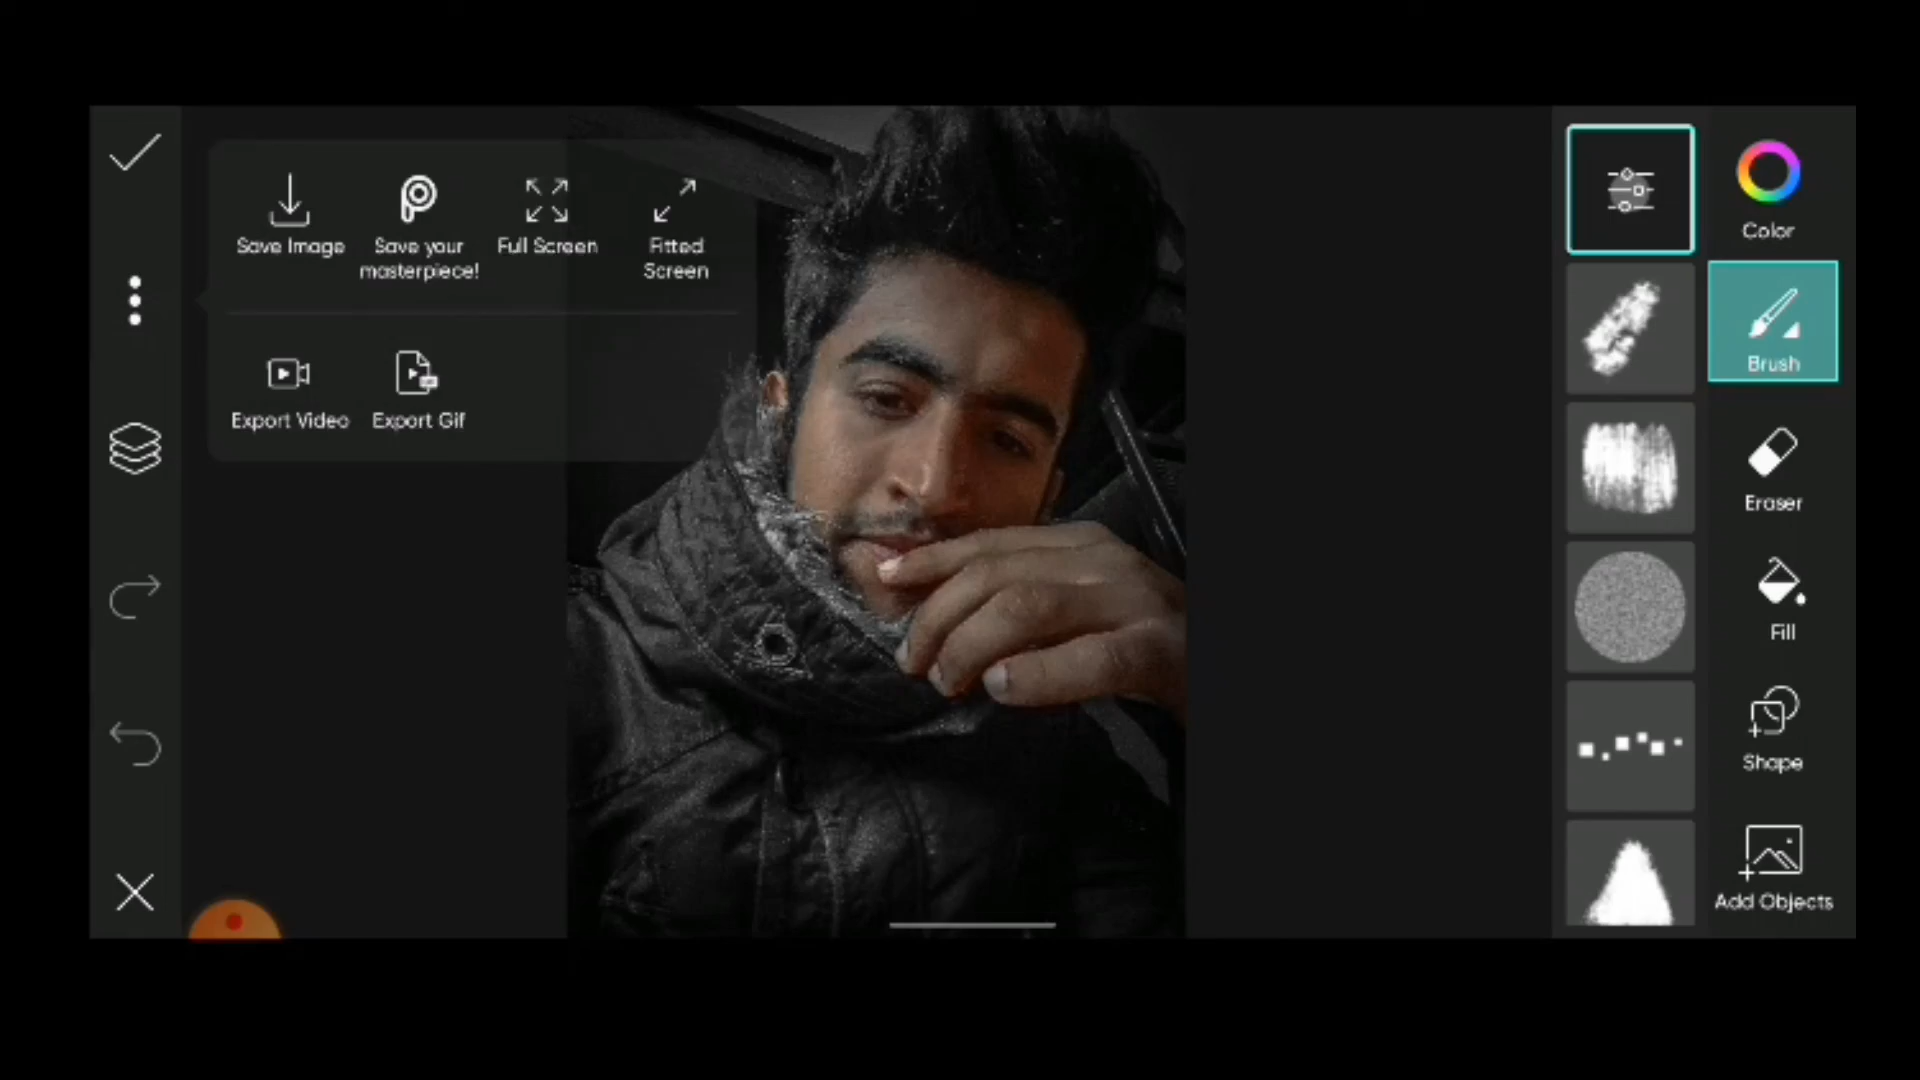 Save Image
Save your
masterpiece!
Full Screen
Fitted
Screen
Export Video
Export Gif
Color
Brush
Eraser
Fill
Shape
Add Objects